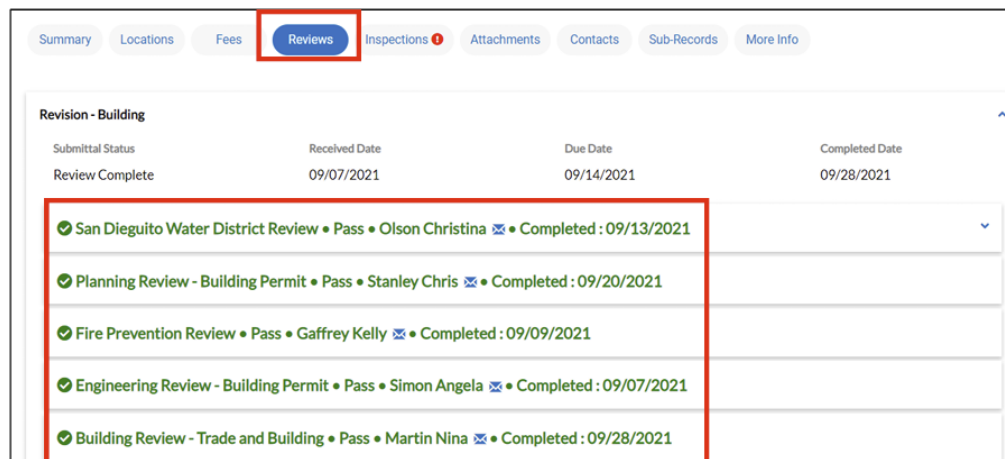 Summary Locations Fees Reviews Inspections ! Attachments Contacts Sub-Records More Info
Revision - Building
Submittal Status Received Date Due Date Completed Date
Review Complete 09/07/2021 09/14/2021 09/28/2021
San Dieguito Water District Review • Pass • Olson Christina • Completed : 09/13/2021
Planning Review - Building Permit • Pass • Stanley Chris • Completed : 09/20/2021
Fire Prevention Review • Pass • Gaffrey Kelly • Completed : 09/09/2021
Engineering Review - Building Permit • Pass • Simon Angela • Completed : 09/07/2021
Building Review - Trade and Building • Pass • Martin Nina • Completed : 09/28/2021